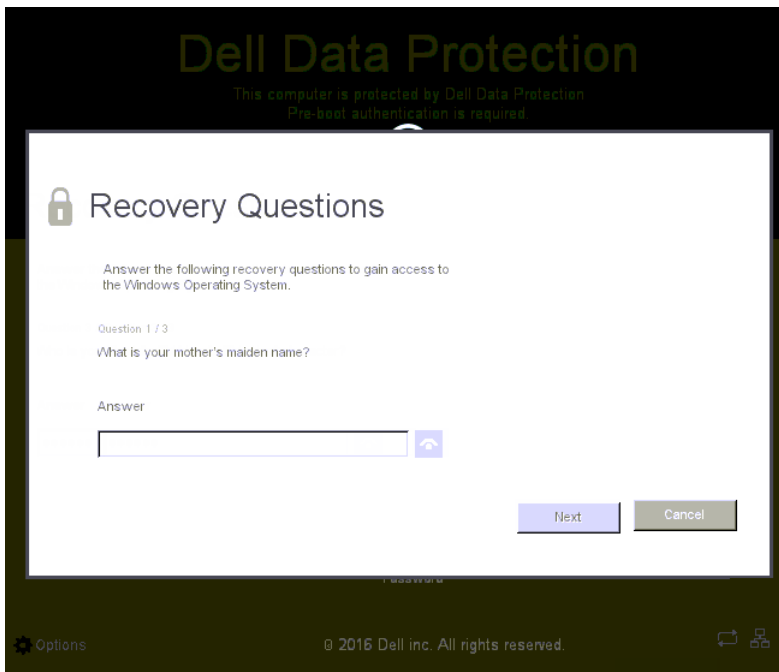 Dell Data Protection
This computer is protected by Dell Data Protection
Pre-boot authentication is required.
Recovery Questions
Answer the following recovery questions to gain access to
the Windows Operating System.
Question 1 / 3
What is your mother's maiden name?
Answer
Next
Cancel
Password
Options
© 2016 Dell inc. All rights reserved.